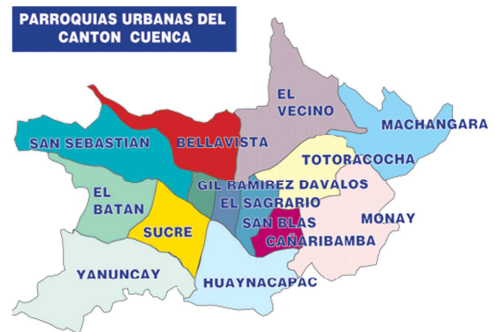 PARROQUIAS URBANAS DEL
CANTON CUENCA
EL
VECINO
MACHANGARA
SAN SEBASTIAN
BELLAVISTA
TOTORACOCHA
GIL RAMIREZ DAVALOS
EL
BATAN
EL SAGRARIO
SAN BLAS
MONAY
SUCRE
CAÑARIBAMBA
YANUNCAY
HUAYNACAPAC